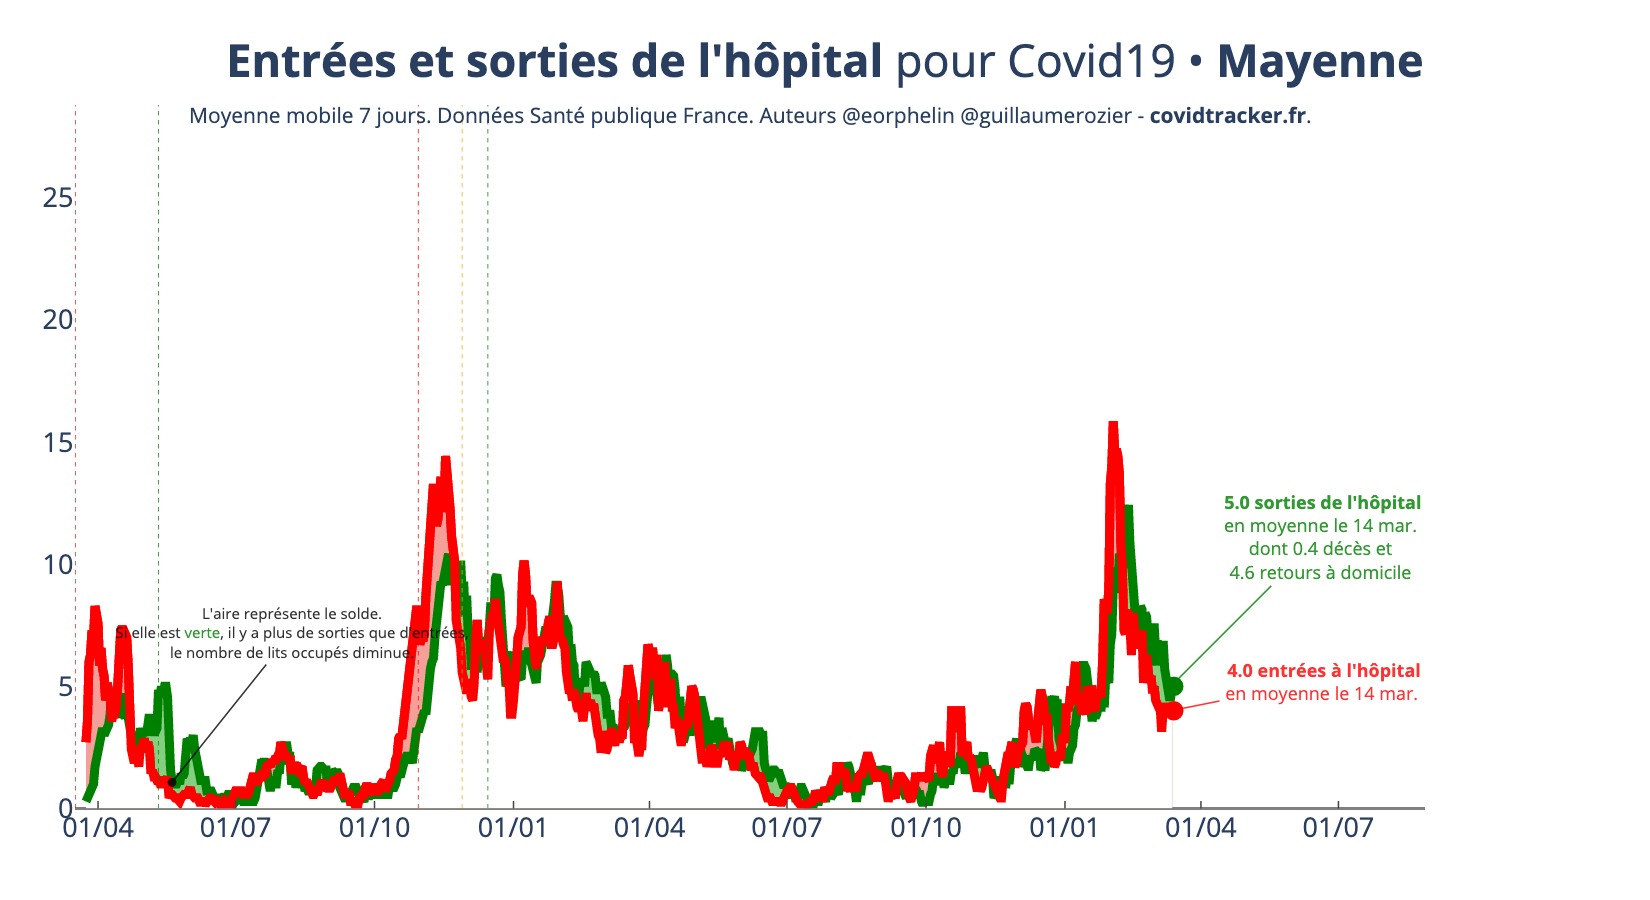 Entrées et sorties de l'hôpital pour Covid19 • Mayenne
Moyenne mobile 7 jours. Données Santé publique France. Auteurs @eorphelin @guillaumerozier - covidtracker.fr.
25
20
15
10
5
0
5.0 sorties de l'hôpital
en moyenne le 14 mar.
dont 0.4 décès et
4.6 retours à domicile
L'aire représente le solde.
Si elle est verte, il y a plus de sorties que d'entrées,
le nombre de lits occupés diminue.
4.0 entrées à l'hôpital
en moyenne le 14 mar.
01/04 01/07 01/10 01/01 01/04 01/07 01/10 01/01 01/04 01/07